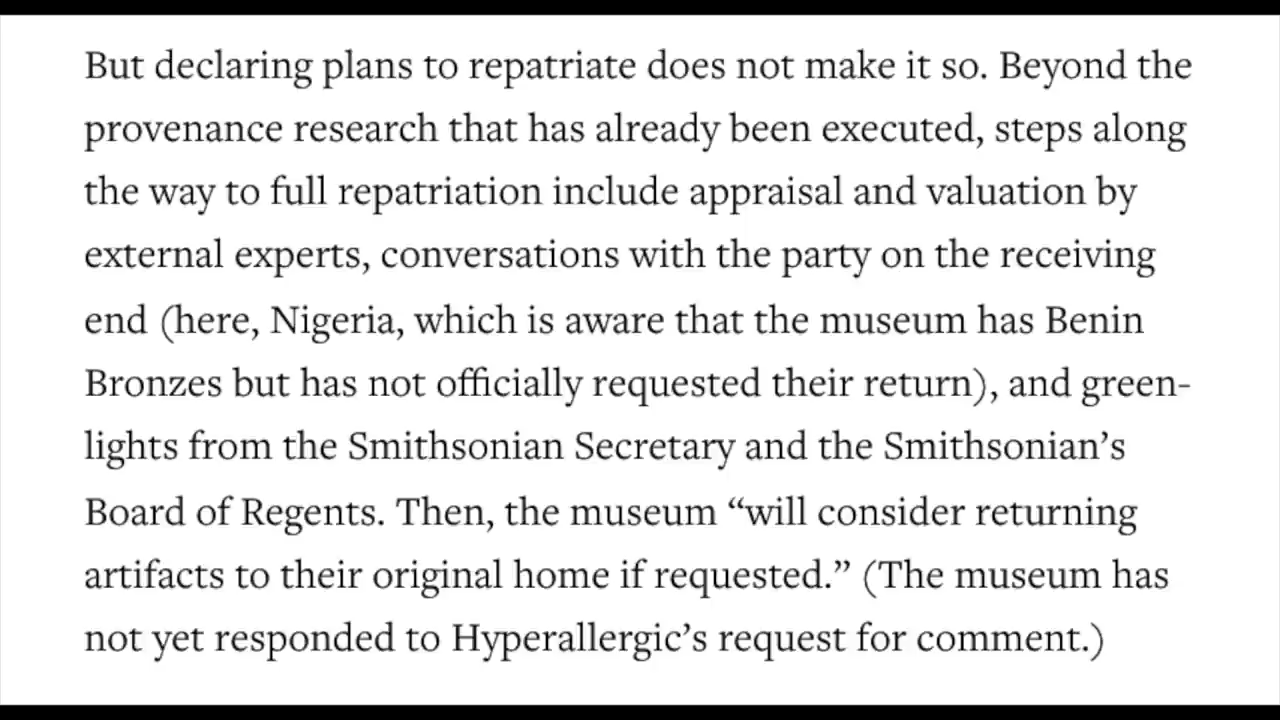 But declaring plans to repatriate does not make it so. Beyond the
provenance research that has already been executed, steps along
the way to full repatriation include appraisal and valuation by
external experts, conversations with the party on the receiving
end (here, Nigeria, which is aware that the museum has Benin
Bronzes but has not officially requested their return), and green-
lights from the Smithsonian Secretary and the Smithsonian’s
Board of Regents. Then, the museum “will consider returning
artifacts to their original home if requested.” (The museum has
not yet responded to Hyperallergic’s request for comment.)